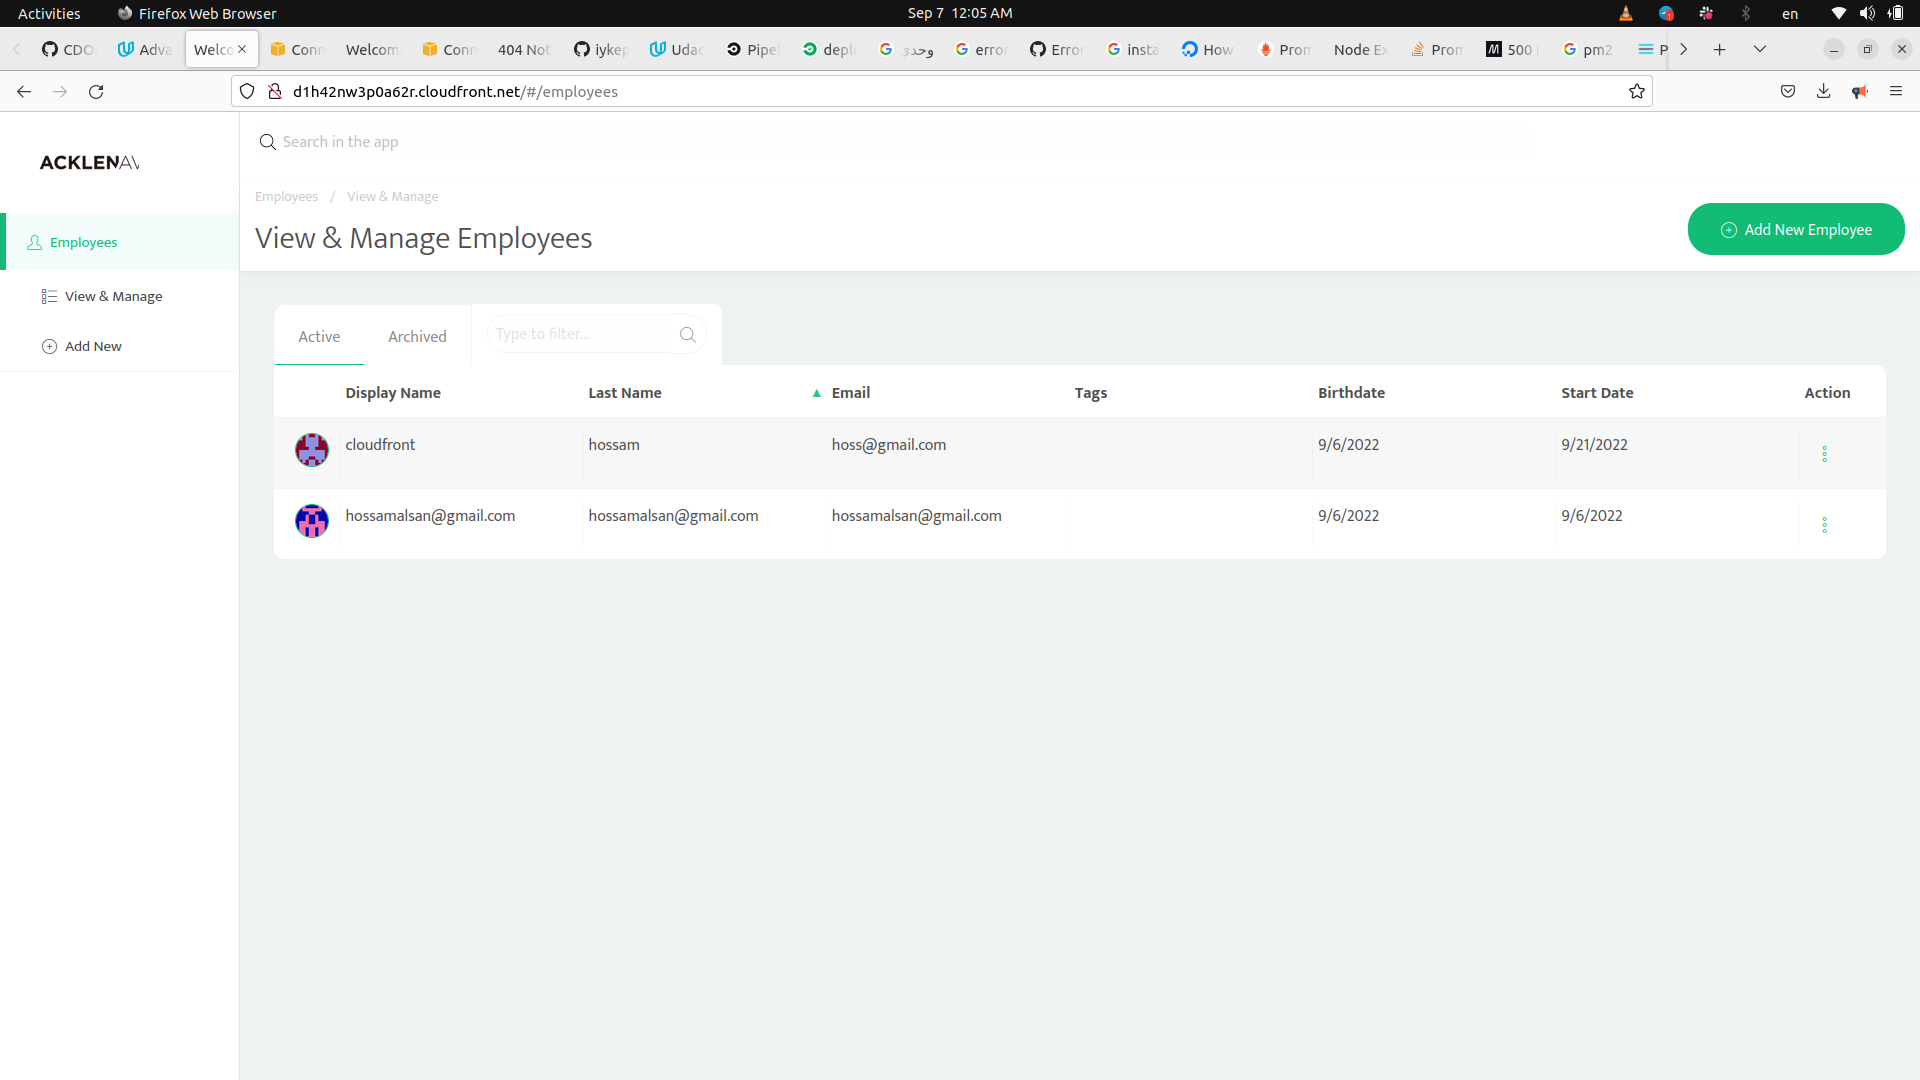 Activities Firefox Web Browser Sep 7 12:05 AM en
CDO Adva Welco Conn Welcom Conn 404 Not iykep Udac Pipel deplo وحدي error Error insta How Prom Node Ex Prom 500 pm2 P
d1h42nw3p0a62r.cloudfront.net/#/employees
ACKLENAV
Search in the app
Employees / View & Manage
View & Manage Employees
Add New Employee
Employees
View & Manage
Add New
Active Archived Type to filter...
Display Name Last Name Email Tags Birthdate Start Date Action
cloudfront hossam hoss@gmail.com 9/6/2022 9/21/2022
hossamalsan@gmail.com hossamalsan@gmail.com hossamalsan@gmail.com 9/6/2022 9/6/2022